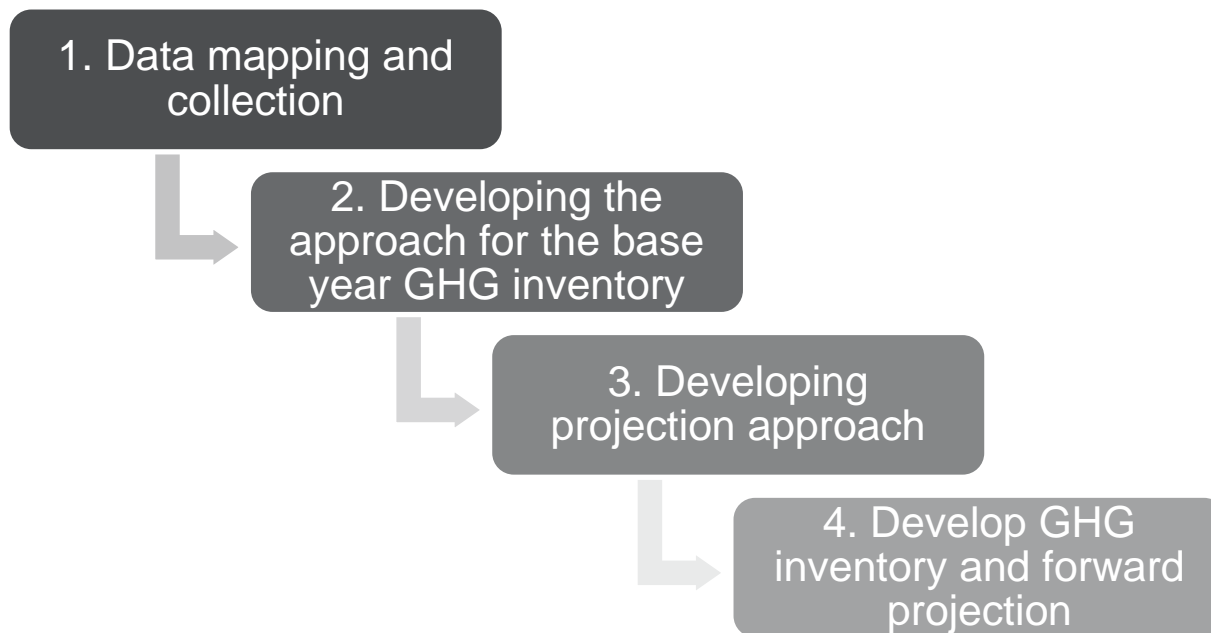 1. Data mapping and
collection
2. Developing the
approach for the base
year GHG inventory
3. Developing
projection approach
4. Develop GHG
inventory and forward
projection